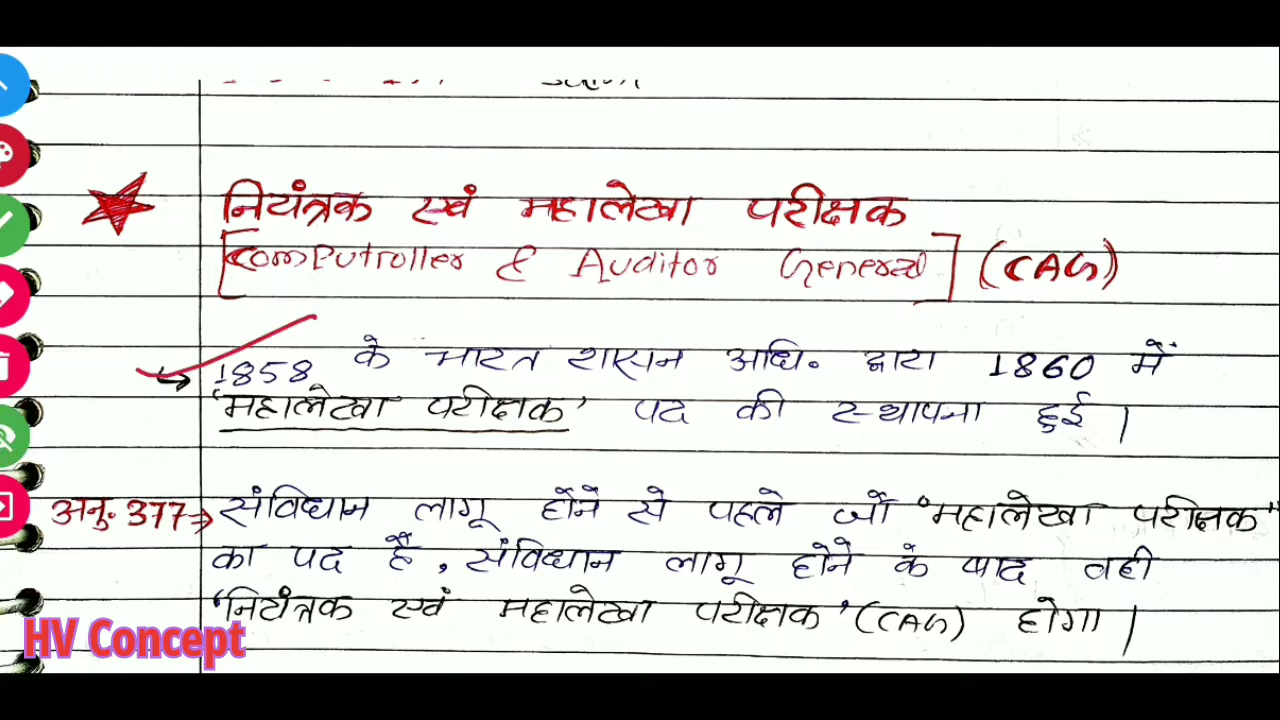 नियंत्रक एवं महालेखा परीक्षक
[Computroller & Auditor General] (CAG)
1858 के भारत शासन अधि. द्वारा 1860 में
'महालेखा परीक्षक' पद की स्थापना हुई।
अनु. 377⇒ संविधान लागू होने से पहले जो "महालेखा परीक्षक"
का पद है, संविधान लागू होने के बाद वही
'नियंत्रक एवं महालेखा परीक्षक' (CAG) होगा।
HV Concept